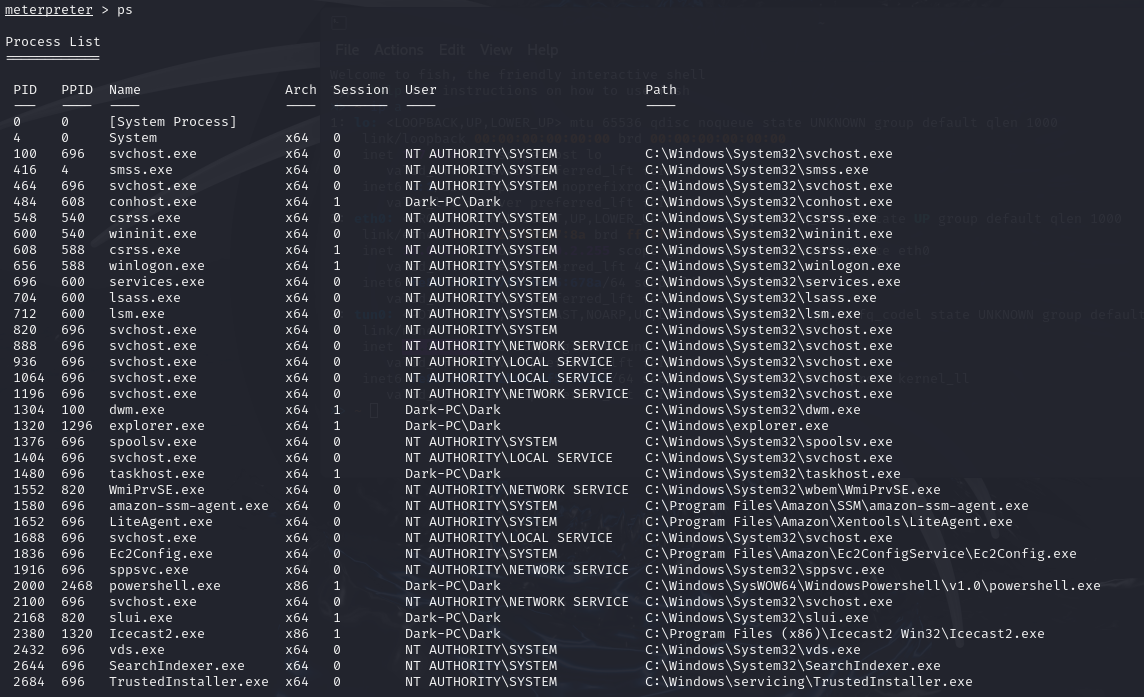 meterpreter > ps
Process List
PID PPID Name Arch Session User Path
0 0 [System Process]
4 0 System x64 0
100 696 svchost.exe x64 0 NT AUTHORITY\SYSTEM C:\Windows\System32\svchost.exe
416 4 smss.exe x64 0 NT AUTHORITY\SYSTEM C:\Windows\System32\smss.exe
464 696 svchost.exe x64 0 NT AUTHORITY\SYSTEM C:\Windows\System32\svchost.exe
484 608 conhost.exe x64 1 Dark-PC\Dark C:\Windows\System32\conhost.exe
548 540 csrss.exe x64 0 NT AUTHORITY\SYSTEM C:\Windows\System32\csrss.exe
600 540 wininit.exe x64 0 NT AUTHORITY\SYSTEM C:\Windows\System32\wininit.exe
608 588 csrss.exe x64 1 NT AUTHORITY\SYSTEM C:\Windows\System32\csrss.exe
656 588 winlogon.exe x64 1 NT AUTHORITY\SYSTEM C:\Windows\System32\winlogon.exe
696 600 services.exe x64 0 NT AUTHORITY\SYSTEM C:\Windows\System32\services.exe
704 600 lsass.exe x64 0 NT AUTHORITY\SYSTEM C:\Windows\System32\lsass.exe
712 600 lsm.exe x64 0 NT AUTHORITY\SYSTEM C:\Windows\System32\lsm.exe
820 696 svchost.exe x64 0 NT AUTHORITY\SYSTEM C:\Windows\System32\svchost.exe
888 696 svchost.exe x64 0 NT AUTHORITY\NETWORK SERVICE C:\Windows\System32\svchost.exe
936 696 svchost.exe x64 0 NT AUTHORITY\LOCAL SERVICE C:\Windows\System32\svchost.exe
1064 696 svchost.exe x64 0 NT AUTHORITY\LOCAL SERVICE C:\Windows\System32\svchost.exe
1196 696 svchost.exe x64 0 NT AUTHORITY\NETWORK SERVICE C:\Windows\System32\svchost.exe
1304 100 dwm.exe x64 1 Dark-PC\Dark C:\Windows\System32\dwm.exe
1320 1296 explorer.exe x64 1 Dark-PC\Dark C:\Windows\explorer.exe
1376 696 spoolsv.exe x64 0 NT AUTHORITY\SYSTEM C:\Windows\System32\spoolsv.exe
1404 696 svchost.exe x64 0 NT AUTHORITY\LOCAL SERVICE C:\Windows\System32\svchost.exe
1480 696 taskhost.exe x64 1 Dark-PC\Dark C:\Windows\System32\taskhost.exe
1552 820 WmiPrvSE.exe x64 0 NT AUTHORITY\NETWORK SERVICE C:\Windows\System32\wbem\WmiPrvSE.exe
1580 696 amazon-ssm-agent.exe x64 0 NT AUTHORITY\SYSTEM C:\Program Files\Amazon\SSM\amazon-ssm-agent.exe
1652 696 LiteAgent.exe x64 0 NT AUTHORITY\SYSTEM C:\Program Files\Amazon\Xentools\LiteAgent.exe
1688 696 svchost.exe x64 0 NT AUTHORITY\LOCAL SERVICE C:\Windows\System32\svchost.exe
1836 696 Ec2Config.exe x64 0 NT AUTHORITY\SYSTEM C:\Program Files\Amazon\Ec2ConfigService\Ec2Config.exe
1916 696 sppsvc.exe x64 0 NT AUTHORITY\NETWORK SERVICE C:\Windows\System32\sppsvc.exe
2000 2468 powershell.exe x86 1 Dark-PC\Dark C:\Windows\SysWOW64\WindowsPowershell\v1.0\powershell.exe
2100 696 svchost.exe x64 0 NT AUTHORITY\NETWORK SERVICE C:\Windows\System32\svchost.exe
2168 820 slui.exe x64 1 Dark-PC\Dark C:\Windows\System32\slui.exe
2380 1320 Icecast2.exe x86 1 Dark-PC\Dark C:\Program Files (x86)\Icecast2 Win32\Icecast2.exe
2432 696 vds.exe x64 0 NT AUTHORITY\SYSTEM C:\Windows\System32\vds.exe
2644 696 SearchIndexer.exe x64 0 NT AUTHORITY\SYSTEM C:\Windows\System32\SearchIndexer.exe
2684 696 TrustedInstaller.exe x64 0 NT AUTHORITY\SYSTEM C:\Windows\servicing\TrustedInstaller.exe
File Actions Edit View Help
Welcome to fish, the friendly interactive shell